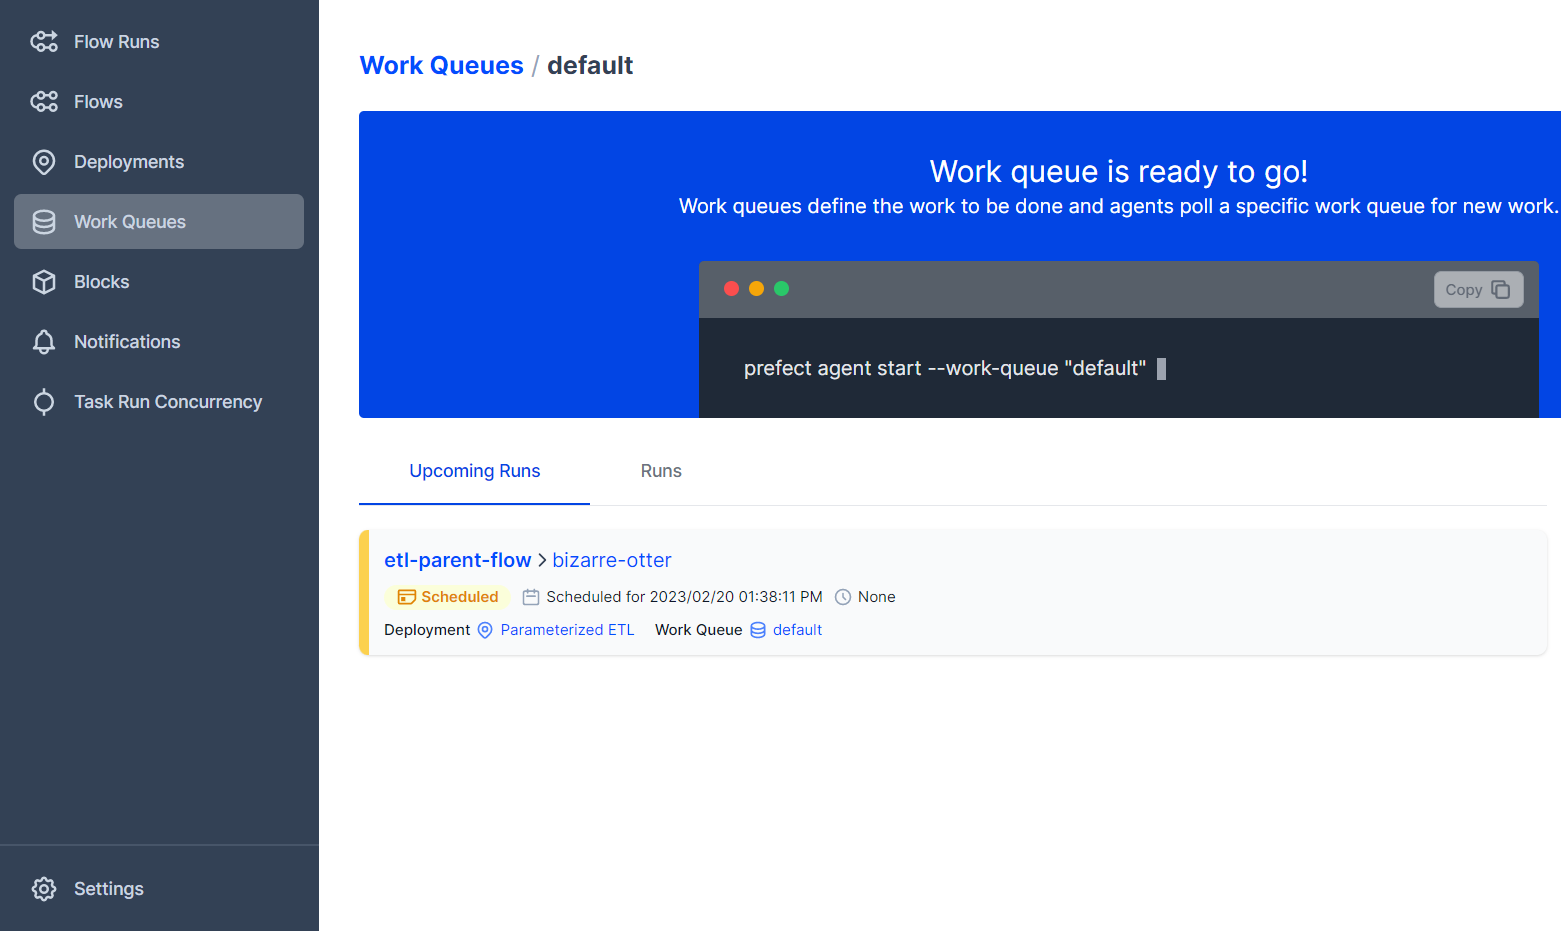 Flow Runs
Flows
Deployments
Work Queues
Blocks
Notifications
Task Run Concurrency
Settings
Work Queues / default
Work queue is ready to go!
Work queues define the work to be done and agents poll a specific work queue for new work.
Copy
prefect agent start --work-queue "default"
Upcoming Runs Runs
etl-parent-flow > bizarre-otter
Scheduled Scheduled for 2023/02/20 01:38:11 PM None
Deployment Parameterized ETL Work Queue default